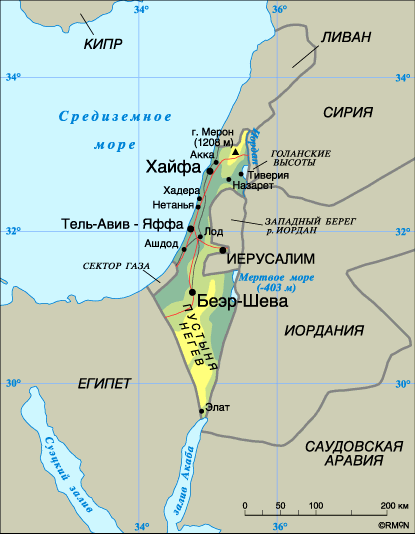 34°
36°
КИПР
ЛИВАН
34°
34°
Средиземное
море
СИРИЯ
г. Мерон
(1208 м)
Иордан
Акка
ГОЛАНСКИЕ
ВЫСОТЫ
Хайфа
Тиверия
Назарет
Хадера
Нетанья
Тель-Авив - Яффа
ЗАПАДНЫЙ БЕРЕГ
р. ИОРДАН
32°
32°
Лод
Ашдод
ИЕРУСАЛИМ
СЕКТОР ГАЗА
Мертвое море
(-403 м)
Беэр-Шева
ПУСТЫНЯ
НЕГЕВ
ИОРДАНИЯ
30°
30°
ЕГИПЕТ
Элат
Суэцкий
залив
залив Акаба
САУДОВСКАЯ
АРАВИЯ
0 50 100 200 км
34°
36°
©RMCN